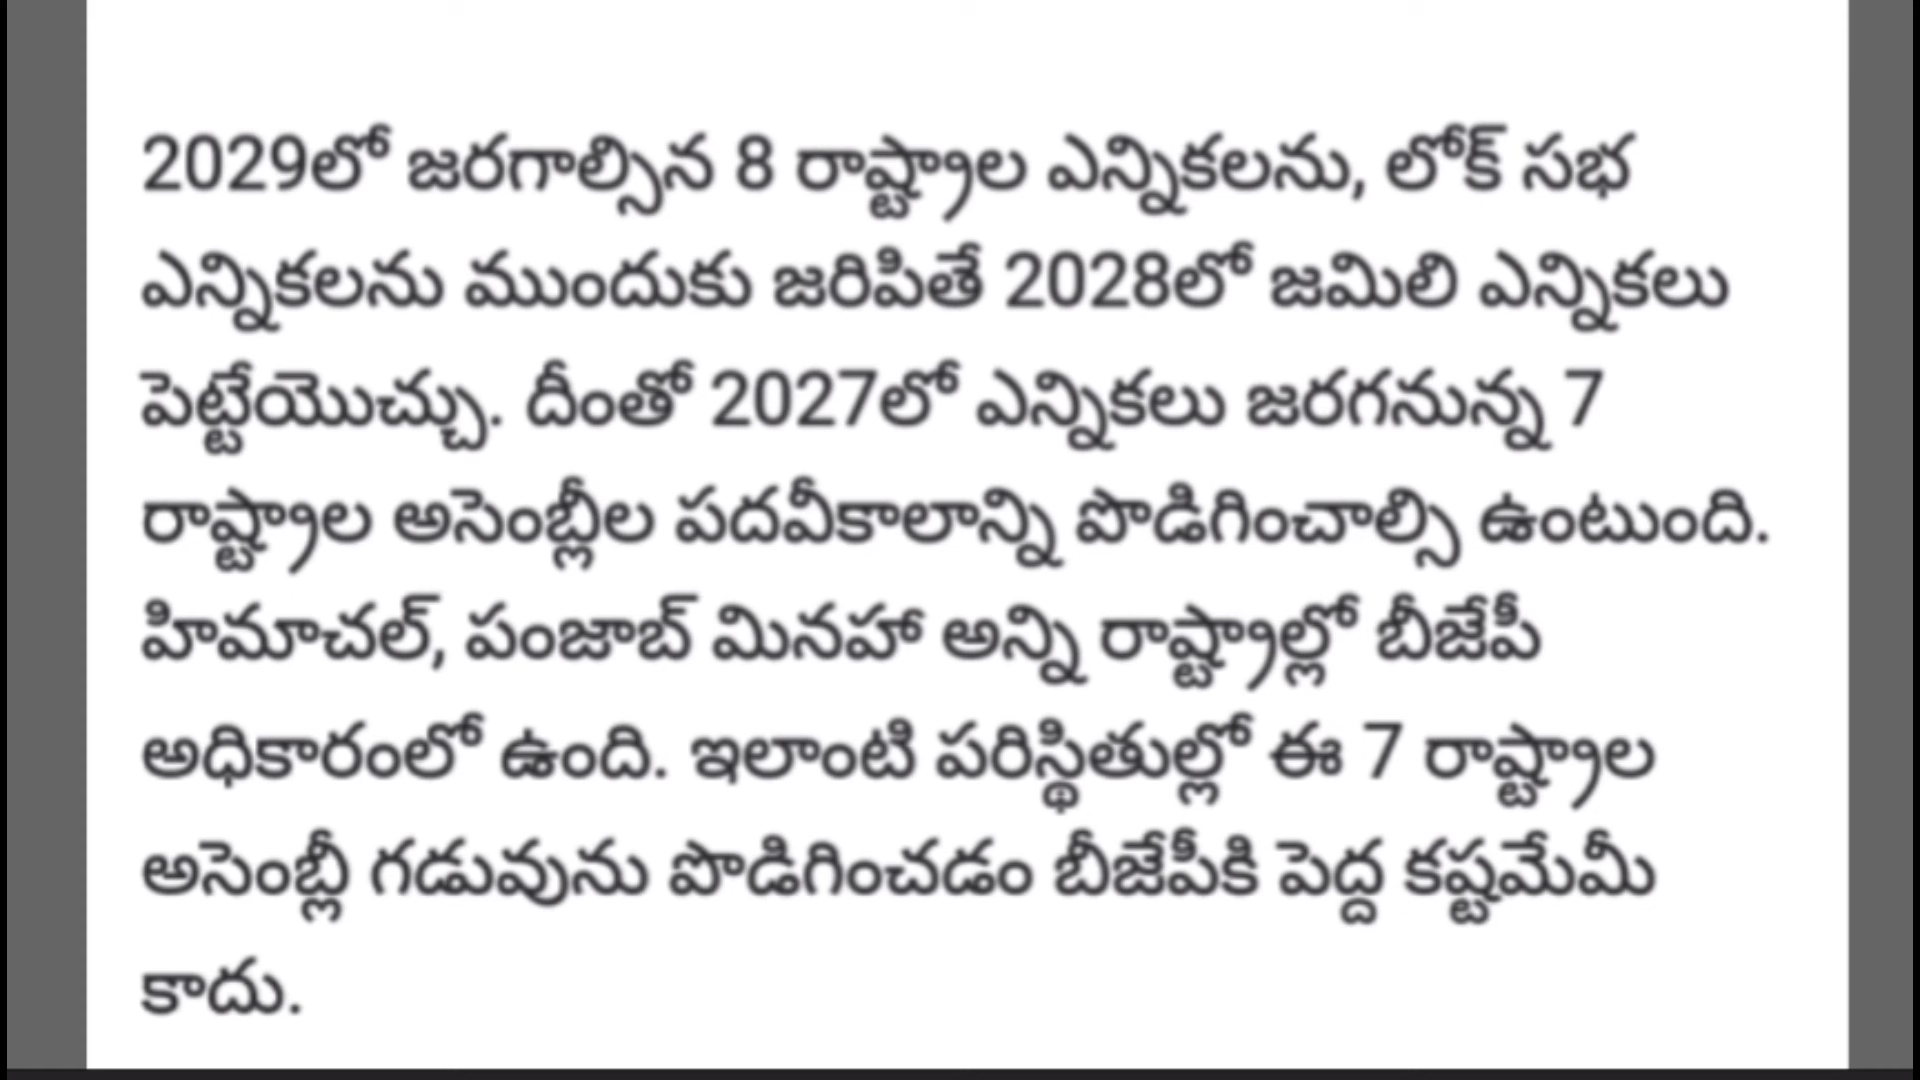 2029లో జరగాల్సిన 8 రాష్ట్రాల ఎన్నికలను, లోక్ సభ
ఎన్నికలను ముందుకు జరిపితే 2028లో జమిలి ఎన్నికలు
పెట్టేయొచ్చు. దీంతో 2027లో ఎన్నికలు జరగనున్న 7
రాష్ట్రాల అసెంబ్లీల పదవీకాలాన్ని పొడిగించాల్సి ఉంటుంది.
హిమాచల్, పంజాబ్ మినహా అన్ని రాష్ట్రాల్లో బీజేపీ
అధికారంలో ఉంది. ఇలాంటి పరిస్థితుల్లో ఈ 7 రాష్ట్రాల
అసెంబ్లీ గడువును పొడిగించడం బీజేపీకి పెద్ద కష్టమేమీ
కాదు.